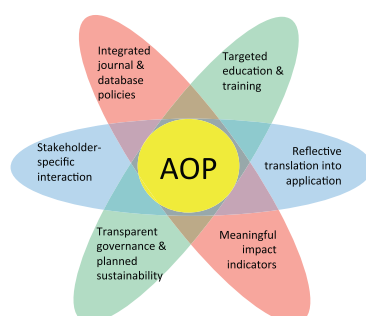 Integrated
journal &
database
policies
Targeted
education &
training
Stakeholder-
specific
interaction
AOP
Reflective
translation into
application
Transparent
governance &
planned
sustainability
Meaningful
impact
indicators